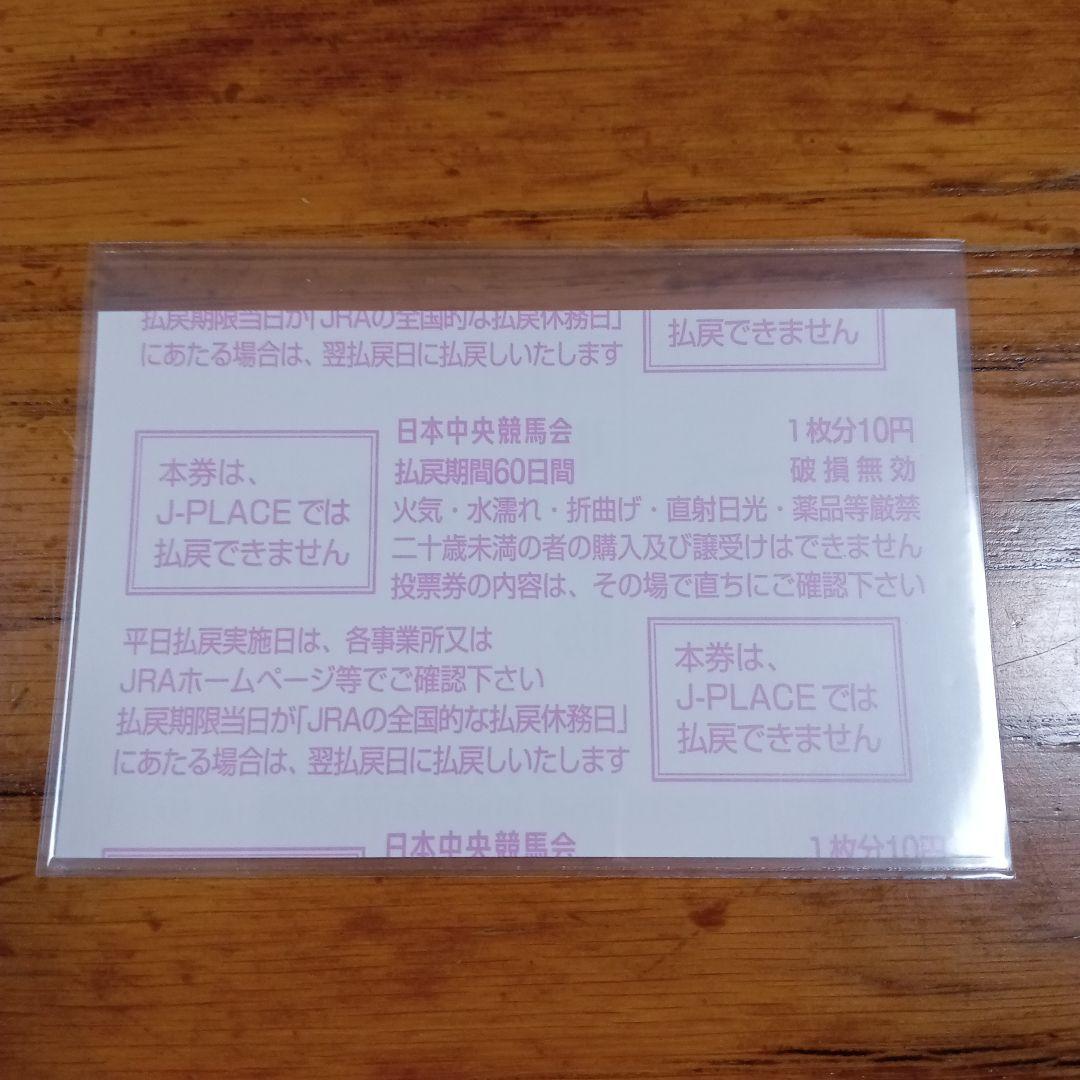 払戻期限当日が「JRAの全国的な払戻休務日」
にあたる場合は、翌払戻日に払戻しいたします
払戻できません
日本中央競馬会 1枚分10円
払戻期間60日間 破損無効
火気・水濡れ・折曲げ・直射日光・薬品等厳禁
二十歳未満の者の購入及び譲受けはできません
投票券の内容は、その場で直ちにご確認下さい
本券は、
J-PLACEでは
払戻できません
平日払戻実施日は、各事業所又は
JRAホームページ等でご確認下さい
払戻期限当日が「JRAの全国的な払戻休務日」
にあたる場合は、翌払戻日に払戻しいたします
本券は、
J-PLACEでは
払戻できません
日本中央競馬会 1枚分10円